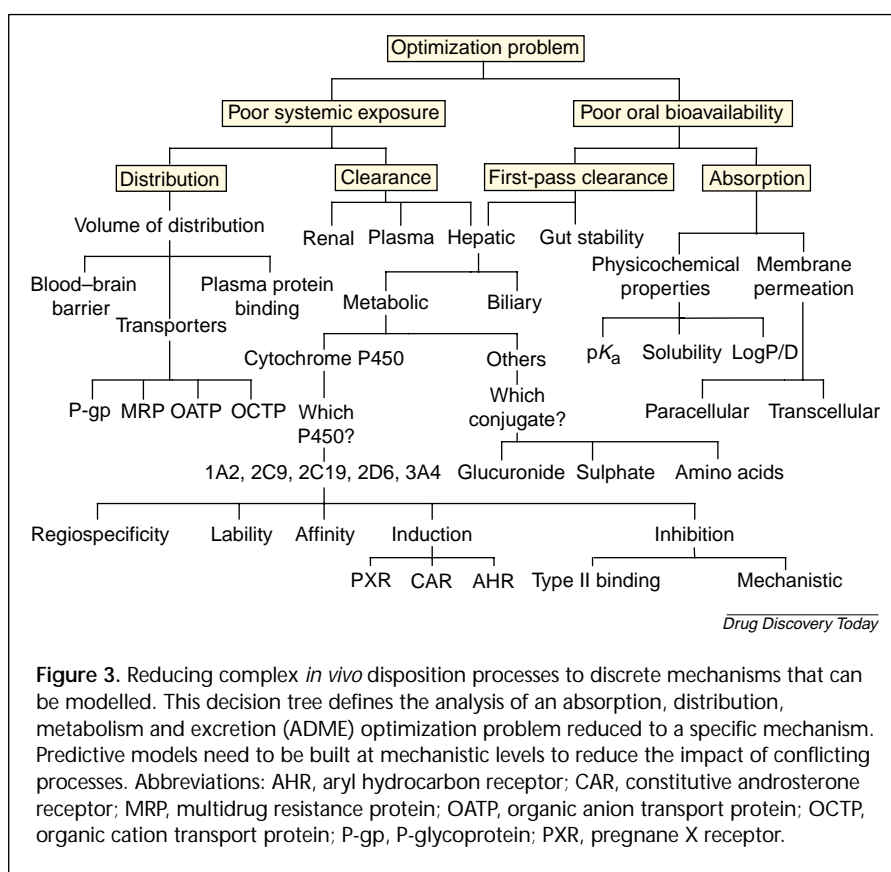 Optimization problem
Poor systemic exposure
Poor oral bioavailability
Distribution
Clearance
First-pass clearance
Absorption
Volume of distribution
Renal
Plasma
Hepatic
Gut stability
Blood–brain
barrier
Plasma protein
binding
Transporters
Metabolic
Biliary
Physicochemical
properties
Membrane
permeation
Cytochrome P450
Others
pKa
Solubility
LogP/D
P-gp
MRP
OATP
OCTP
Which
P450?
Which
conjugate?
Paracellular
Transcellular
1A2, 2C9, 2C19, 2D6, 3A4
Glucuronide
Sulphate
Amino acids
Regiospecificity
Lability
Affinity
Induction
Inhibition
PXR
CAR
AHR
Type II binding
Mechanistic
Drug Discovery Today
Figure 3. Reducing complex in vivo disposition processes to discrete mechanisms that can
be modelled. This decision tree defines the analysis of an absorption, distribution,
metabolism and excretion (ADME) optimization problem reduced to a specific mechanism.
Predictive models need to be built at mechanistic levels to reduce the impact of conflicting
processes. Abbreviations: AHR, aryl hydrocarbon receptor; CAR, constitutive androsterone
receptor; MRP, multidrug resistance protein; OATP, organic anion transport protein; OCTP,
organic cation transport protein; P-gp, P-glycoprotein; PXR, pregnane X receptor.